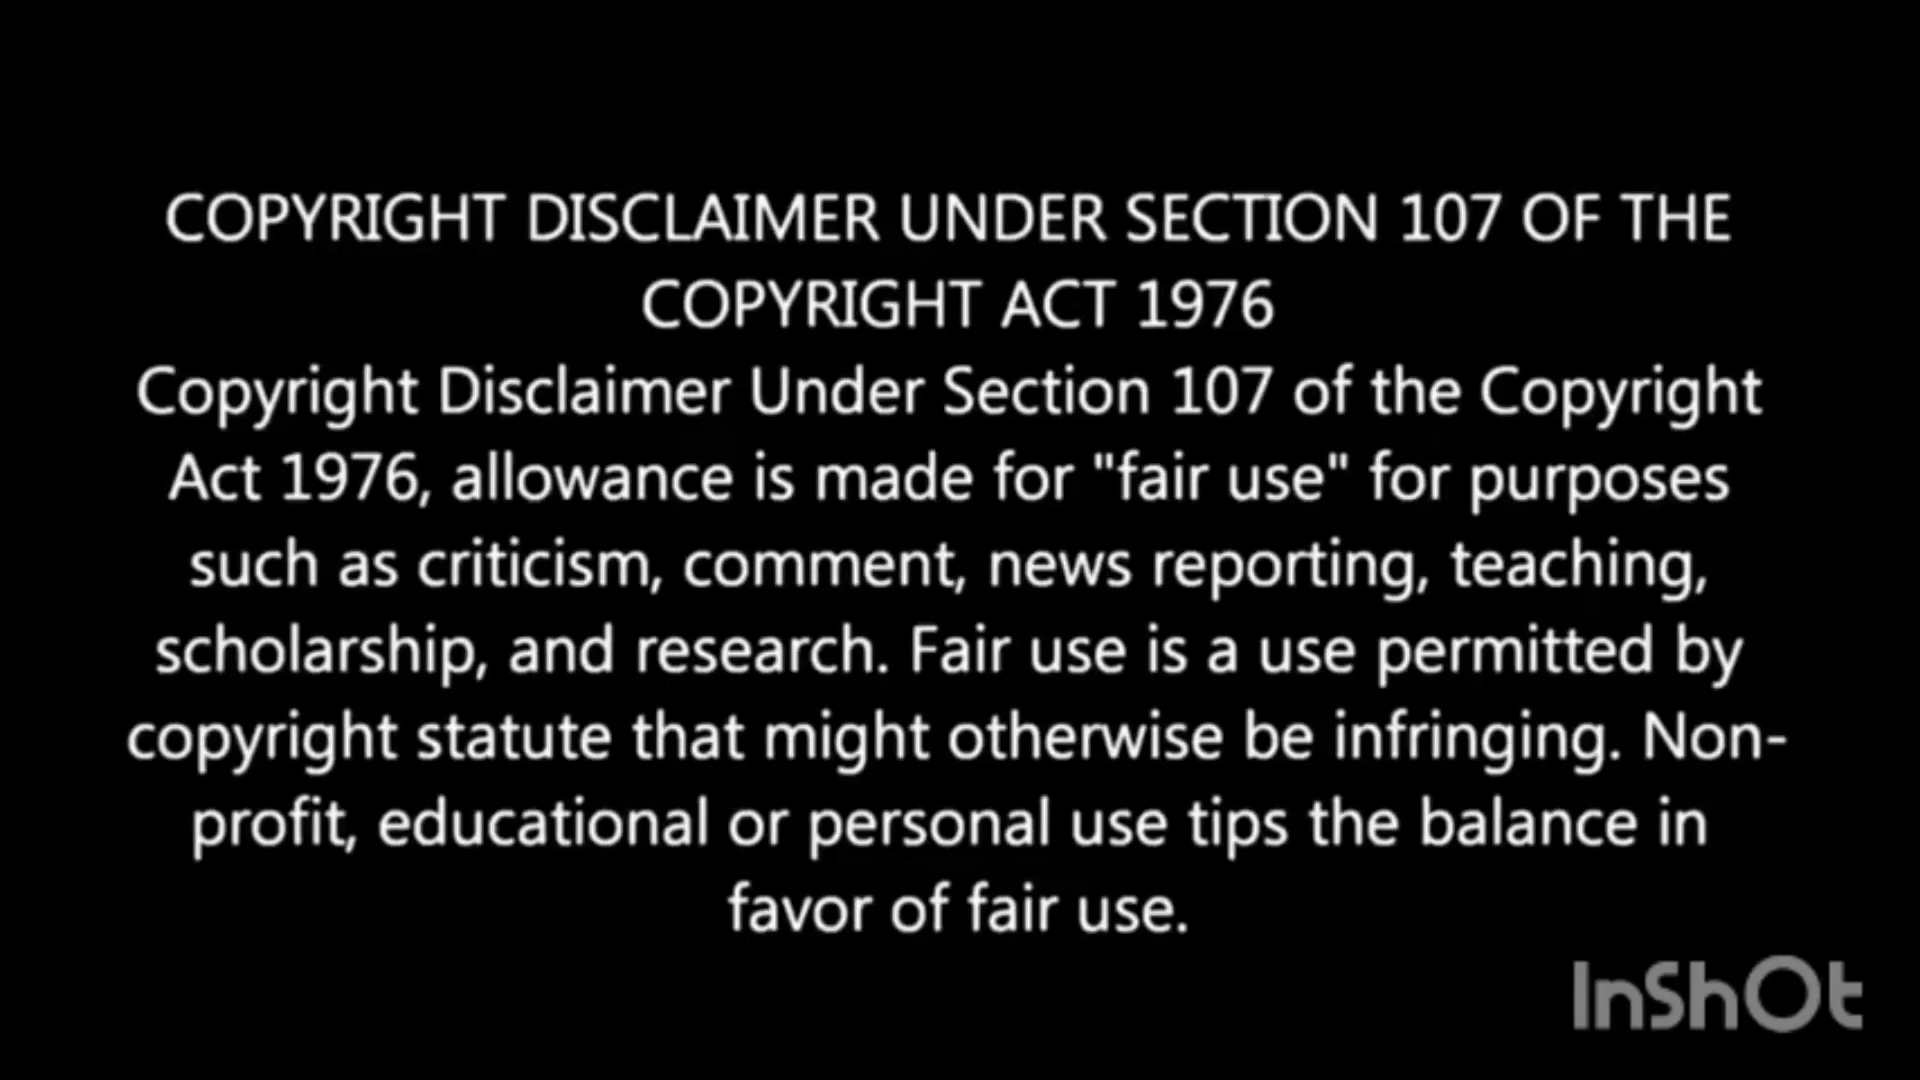 COPYRIGHT DISCLAIMER UNDER SECTION 107 OF THE
COPYRIGHT ACT 1976
Copyright Disclaimer Under Section 107 of the Copyright
Act 1976, allowance is made for "fair use" for purposes
such as criticism, comment, news reporting, teaching,
scholarship, and research. Fair use is a use permitted by
copyright statute that might otherwise be infringing. Non-
profit, educational or personal use tips the balance in
favor of fair use.
InShOt